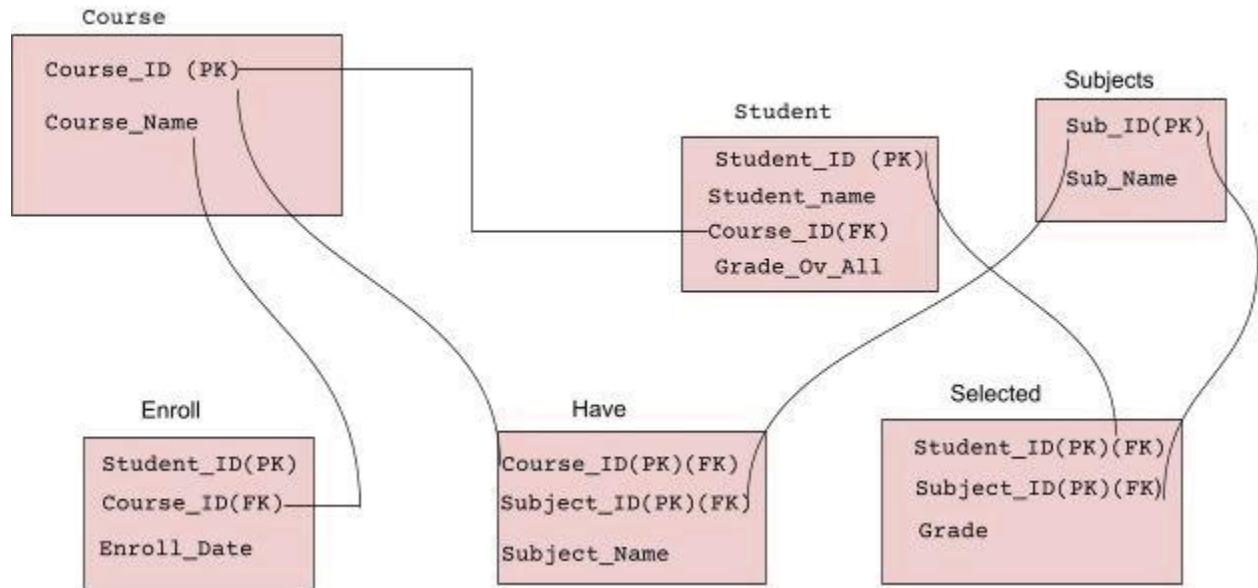 Course
Course_ID (PK)
Course_Name
Student
Student_ID (PK)
Student_name
Course_ID(FK)
Grade_Ov_All
Subjects
Sub_ID(PK)
Sub_Name
Enroll
Student_ID(PK)
Course_ID(FK)
Enroll_Date
Have
Course_ID(PK)(FK)
Subject_ID(PK)(FK)
Subject_Name
Selected
Student_ID(PK)(FK)
Subject_ID(PK)(FK)
Grade